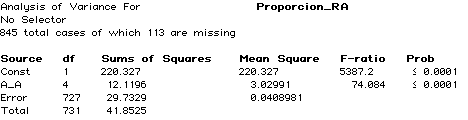 Analysis of Variance For Proporcion_RA
No Selector
845 total cases of which 113 are missing
Source df Sums of Squares Mean Square F-ratio Prob
Const 1 220.327 220.327 5387.2 ≤ 0.0001
A_A 4 12.1196 3.02991 74.084 ≤ 0.0001
Error 727 29.7329 0.0408981
Total 731 41.8525